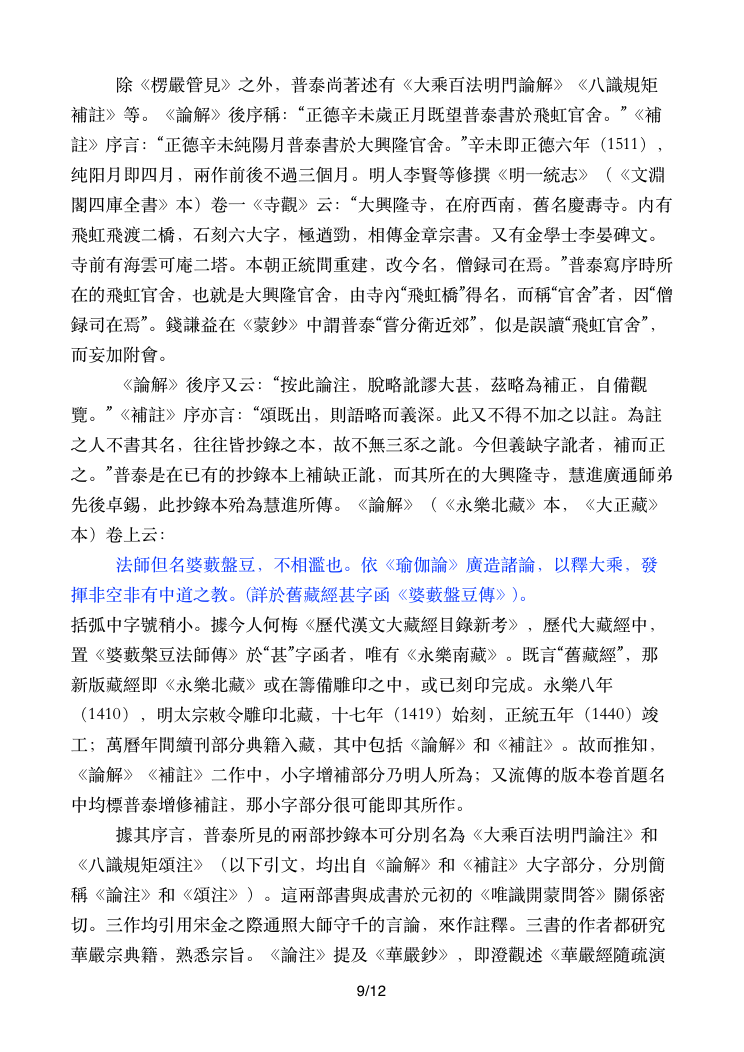 除《楞嚴管見》之外，普泰尚著述有《大乘百法明門論解》《八識規矩
補註》等。《論解》後序稱：“正德辛未歲正月既望普泰書於飛虹官舍。”《補
註》序言：“正德辛未純陽月普泰書於大興隆官舍。”辛未即正德六年（1511），
纯阳月即四月，兩作前後不過三個月。明人李賢等修撰《明一統志》（《文淵
閣四庫全書》本）卷一《寺觀》云：“大興隆寺，在府西南，舊名慶壽寺。内有
飛虹飛渡二橋，石刻六大字，極遒勁，相傳金章宗書。又有金學士李晏碑文。
寺前有海雲可庵二塔。本朝正統間重建，改今名，僧録司在焉。”普泰寫序時所
在的飛虹官舍，也就是大興隆官舍，由寺內“飛虹橋”得名，而稱“官舍”者，因“僧
録司在焉”。錢謙益在《蒙鈔》中謂普泰“嘗分衛近郊”，似是誤讀“飛虹官舍”，
而妄加附會。
《論解》後序又云：“按此論注，脫略訛謬大甚，茲略為補正，自備觀
覽。”《補註》序亦言：“頌既出，則語略而義深。此又不得不加之以註。為註
之人不書其名，往往皆抄錄之本，故不無三豕之訛。今但義缺字訛者，補而正
之。”普泰是在已有的抄錄本上補缺正訛，而其所在的大興隆寺，慧進廣通師弟
先後卓錫，此抄錄本殆為慧進所傳。《論解》（《永樂北藏》本，《大正藏》
本）卷上云：
法師但名婆藪盤豆，不相濫也。依《瑜伽論》廣造諸論，以釋大乘，發
揮非空非有中道之教。(詳於舊藏經甚字函《婆藪盤豆傳》)。
括弧中字號稍小。據今人何梅《歷代漢文大藏經目錄新考》，歷代大藏經中，
置《婆藪槃豆法師傳》於“甚”字函者，唯有《永樂南藏》。既言“舊藏經”，那
新版藏經即《永樂北藏》或在籌備雕印之中，或已刻印完成。永樂八年
（1410），明太宗敕令雕印北藏，十七年（1419）始刻，正統五年（1440）竣
工；萬曆年間續刊部分典籍入藏，其中包括《論解》和《補註》。故而推知，
《論解》《補註》二作中，小字增補部分乃明人所為；又流傳的版本卷首題名
中均標普泰增修補註，那小字部分很可能即其所作。
據其序言，普泰所見的兩部抄錄本可分別名為《大乘百法明門論注》和
《八識規矩頌注》（以下引文，均出自《論解》和《補註》大字部分，分別簡
稱《論注》和《頌注》）。這兩部書與成書於元初的《唯識開蒙問答》關係密
切。三作均引用宋金之際通照大師守千的言論，來作註釋。三書的作者都研究
華嚴宗典籍，熟悉宗旨。《論注》提及《華嚴鈔》，即澄觀述《華嚴經隨疏演
9/12